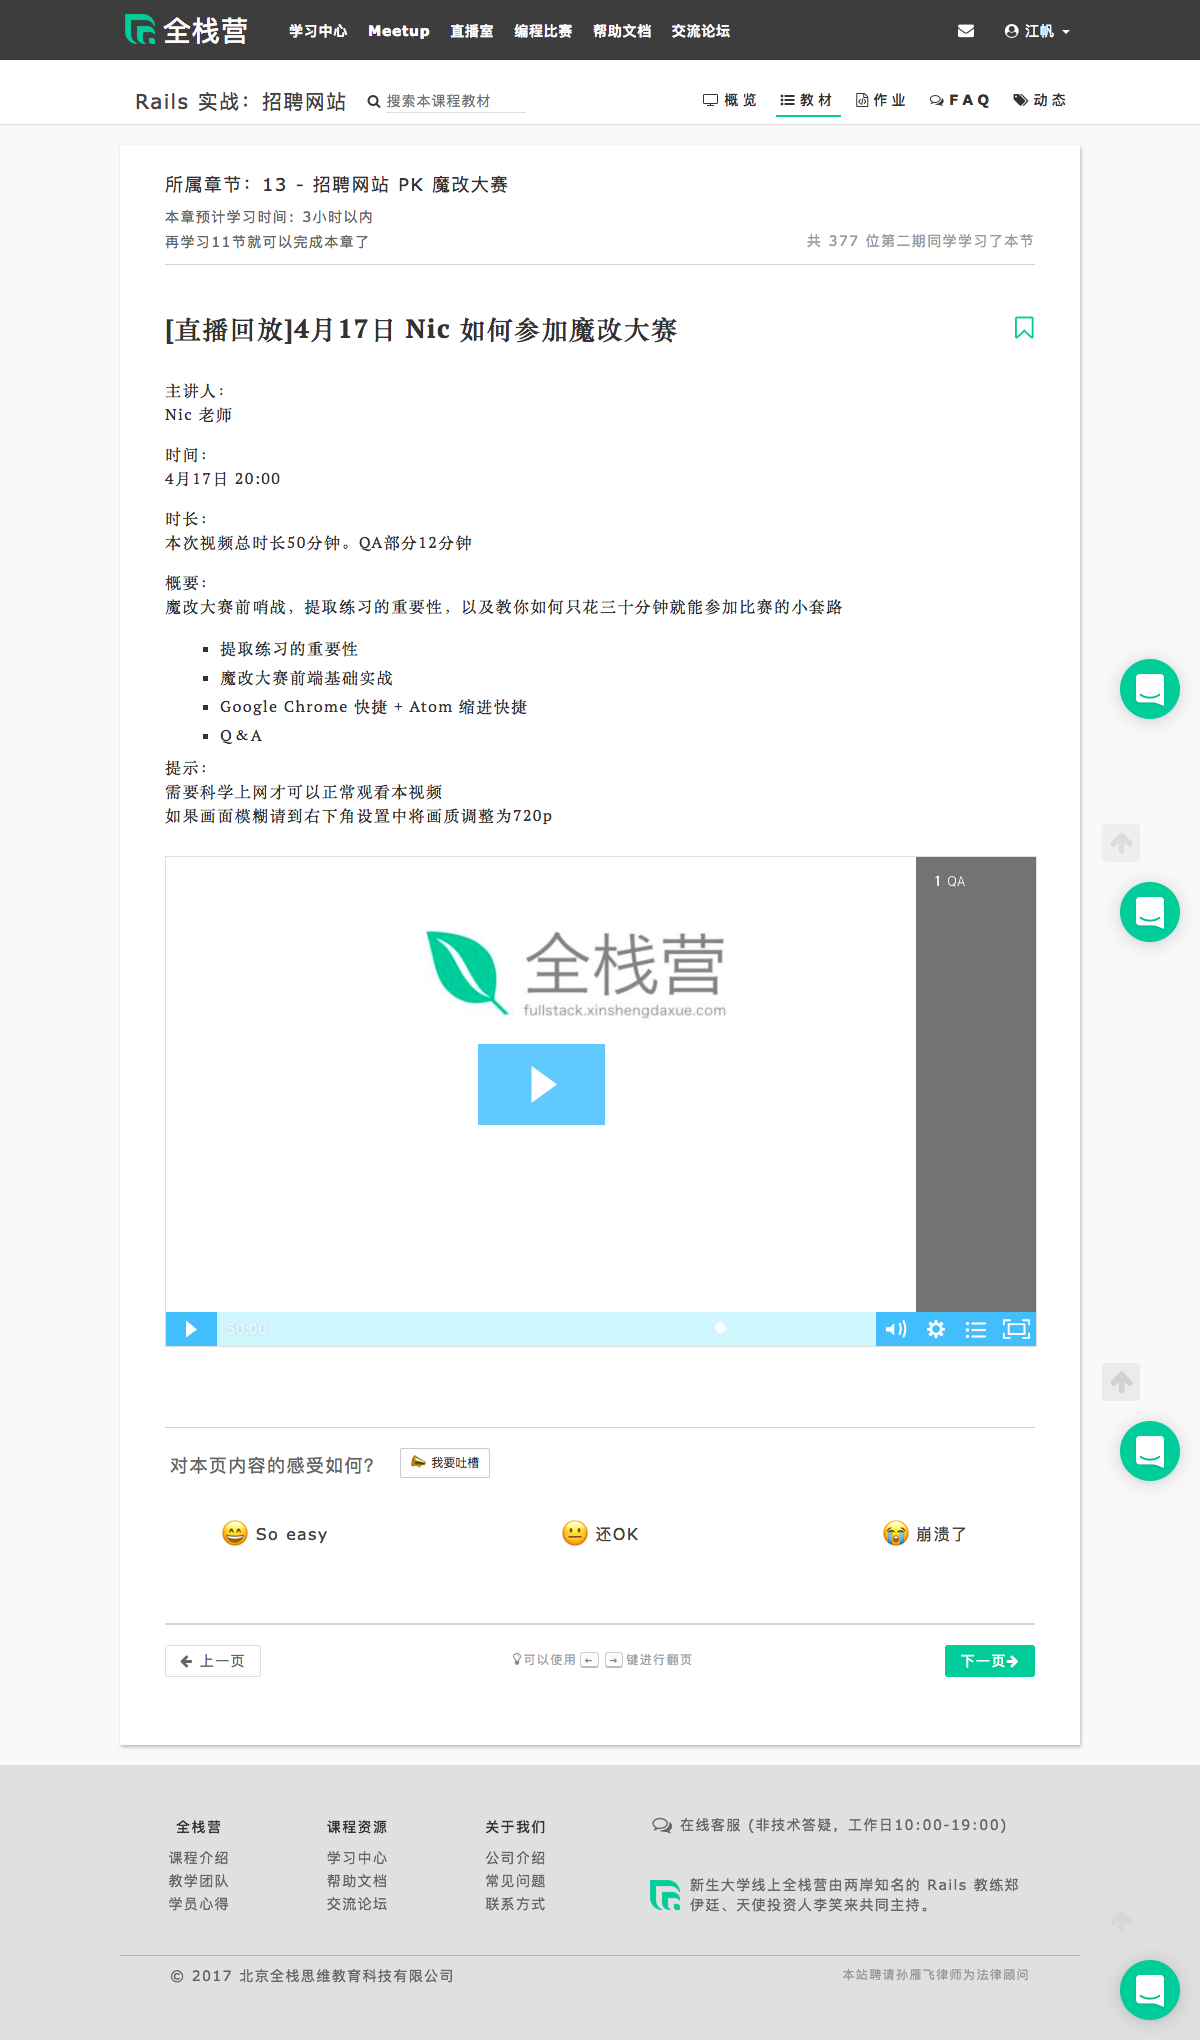 全栈营 学习中心 Meetup 直播室 编程比赛 帮助文档 交流论坛 江帆
Rails 实战：招聘网站 搜索本课程教材 概览 教材 作业 FAQ 动态
所属章节：13 - 招聘网站 PK 魔改大赛
本章预计学习时间：3小时以内
再学习11节就可以完成本章了
共 377 位第二期同学学习了本节
[直播回放]4月17日 Nic 如何参加魔改大赛
主讲人：
Nic 老师
时间：
4月17日 20:00
时长：
本次视频总时长50分钟。QA部分12分钟
概要：
魔改大赛前哨战，提取练习的重要性，以及教你如何只花三十分钟就能参加比赛的小套路
提取练习的重要性
魔改大赛前端基础实战
Google Chrome 快捷 + Atom 缩进快捷
Q&A
提示：
需要科学上网才可以正常观看本视频
如果画面模糊请到右下角设置中将画质调整为720p
1 QA
全栈营
fullstack.xinshengdaxue.com
50:00
对本页内容的感受如何? 我要吐槽
So easy 还OK 崩溃了
← 上一页 可以使用 ← → 键进行翻页 下一页→
全栈营 课程资源 关于我们
课程介绍 学习中心 公司介绍
教学团队 帮助文档 常见问题
学员心得 交流论坛 联系方式
在线客服 (非技术答疑，工作日10:00-19:00)
新生大学线上全栈营由两岸知名的 Rails 教练郑
伊廷、天使投资人李笑来共同主持。
© 2017 北京全栈思维教育科技有限公司
本站聘请孙雁飞律师为法律顾问